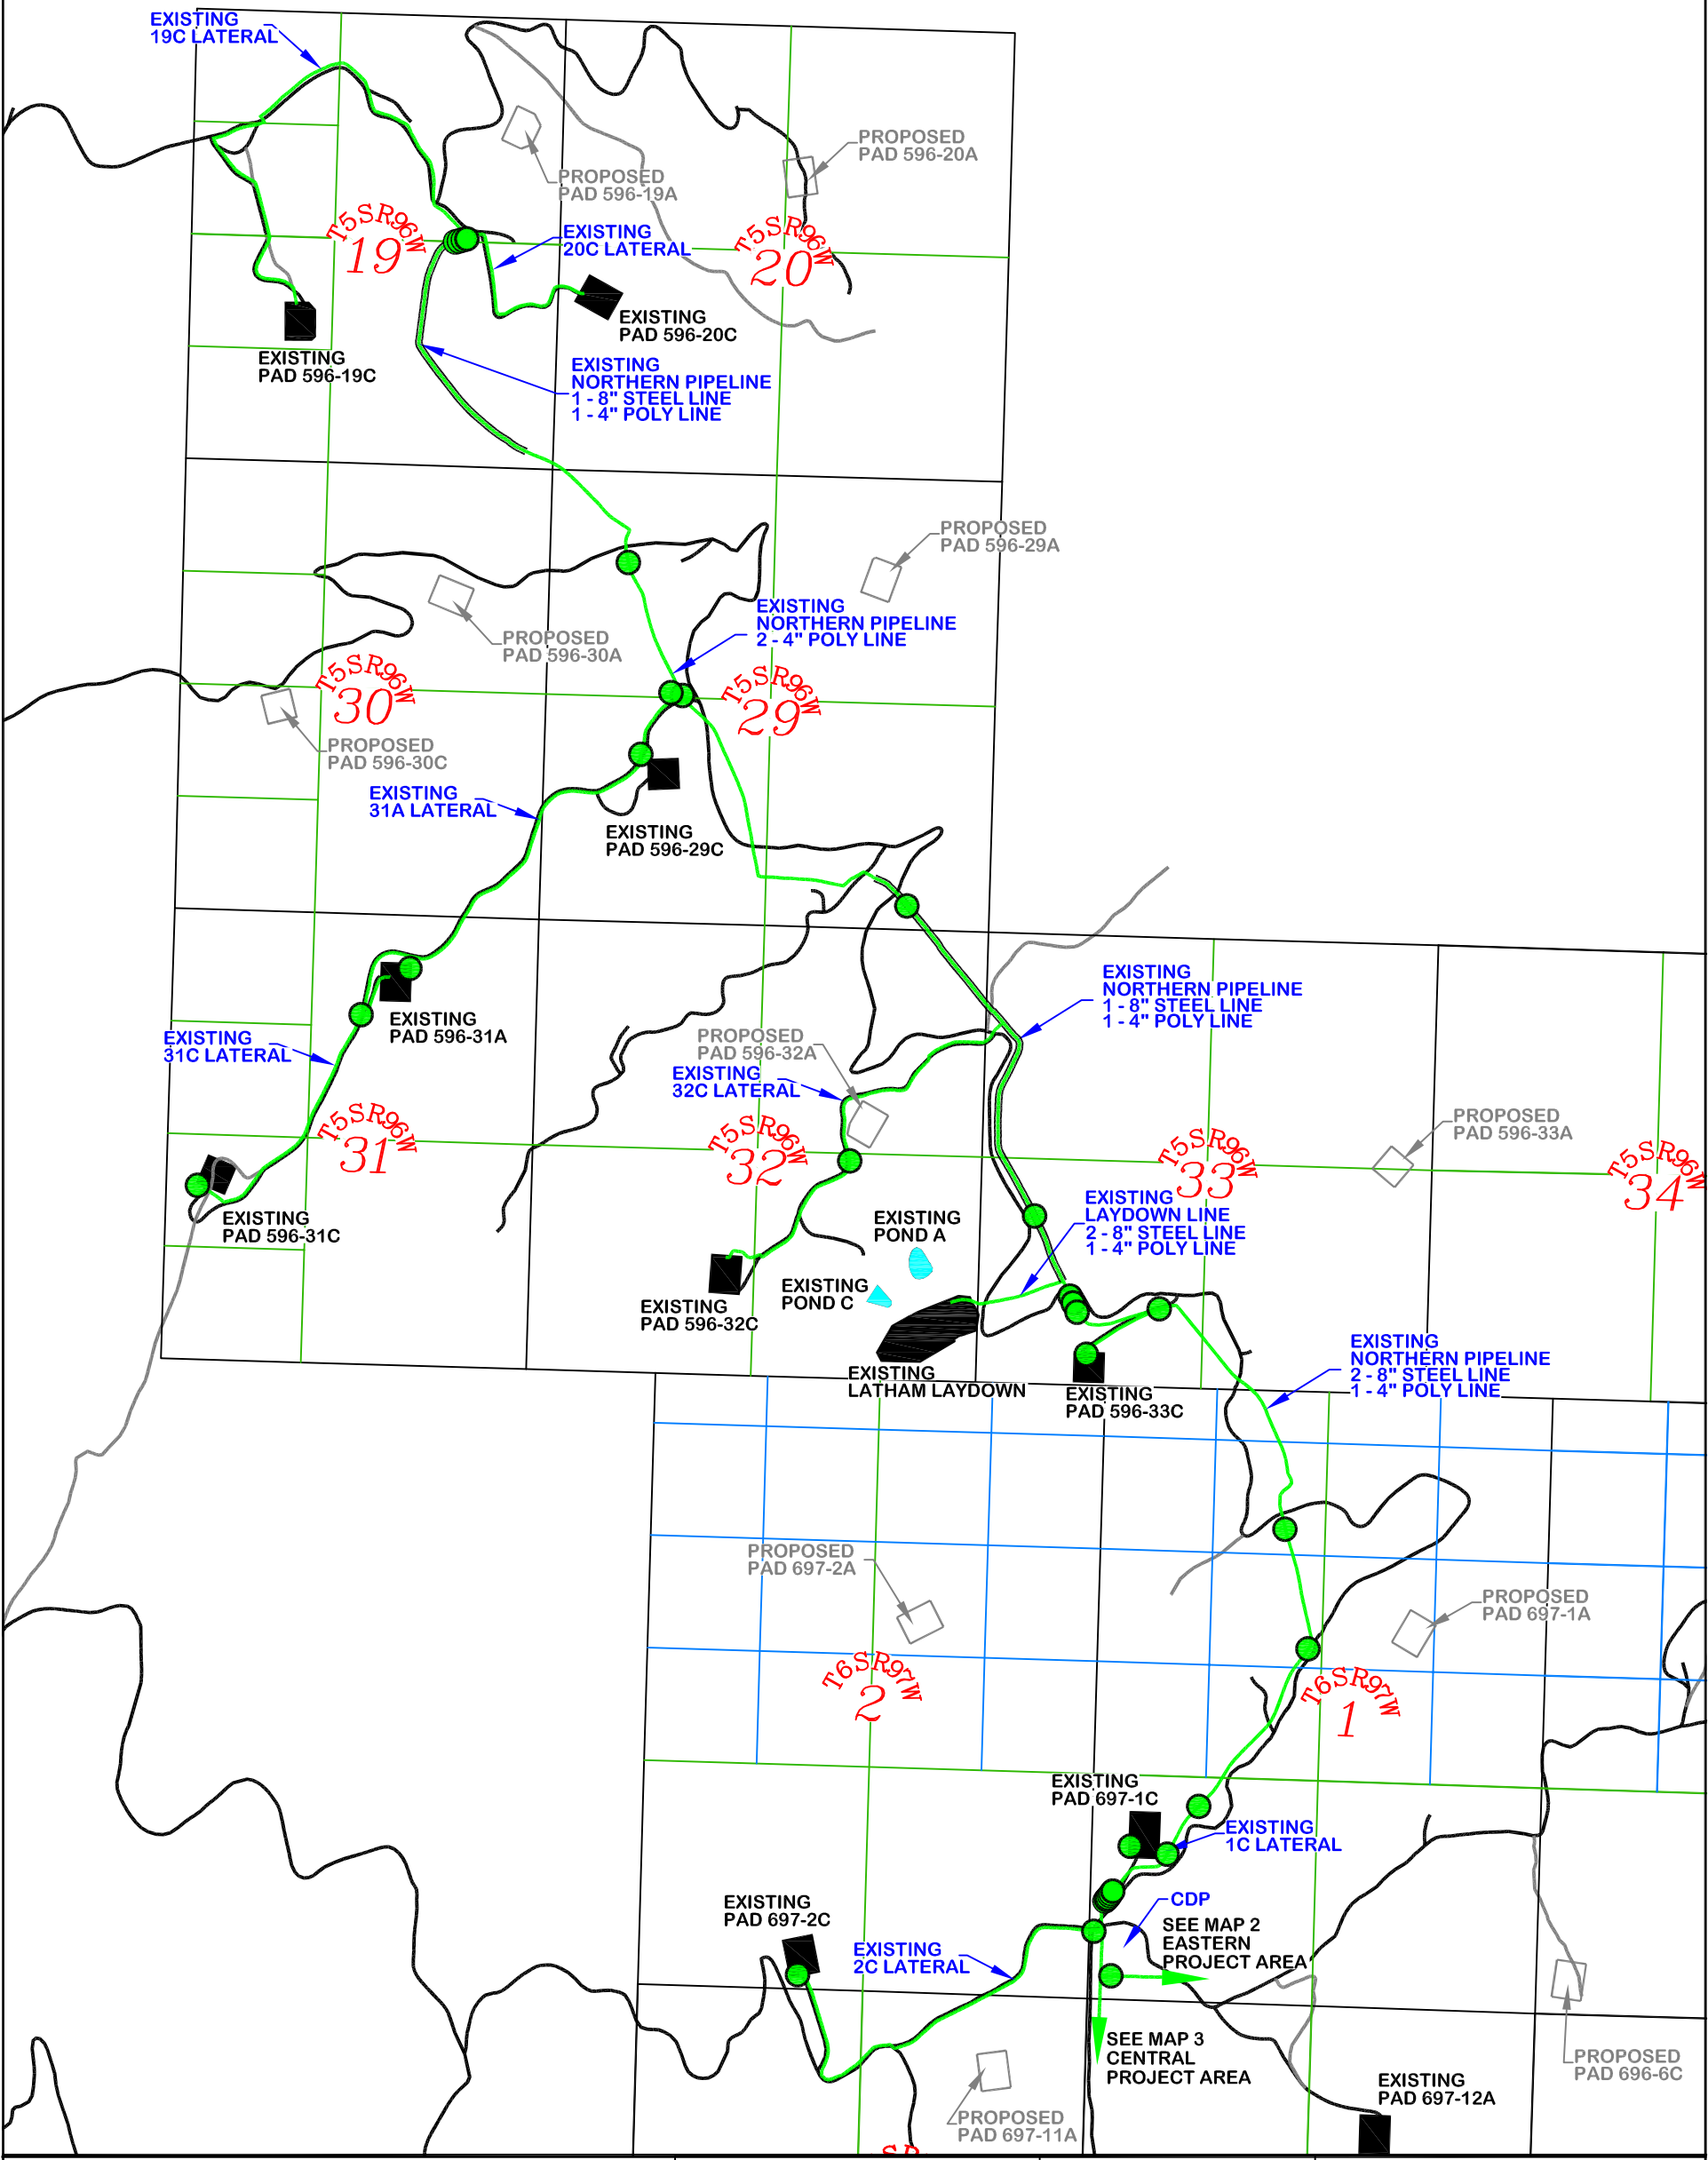 EXISTING
19C LATERAL
PROPOSED
PAD 596-19A
PROPOSED
PAD 596-20A
T5SR96W
19
EXISTING
20C LATERAL
T5SR96W
20
EXISTING
PAD 596-20C
EXISTING
PAD 596-19C
EXISTING
NORTHERN PIPELINE
1 - 8" STEEL LINE
1 - 4" POLY LINE
PROPOSED
PAD 596-29A
EXISTING
NORTHERN PIPELINE
2 - 4" POLY LINE
PROPOSED
PAD 596-30A
T5SR96W
30
T5SR96W
29
PROPOSED
PAD 596-30C
EXISTING
31A LATERAL
EXISTING
PAD 596-29C
EXISTING
NORTHERN PIPELINE
1 - 8" STEEL LINE
1 - 4" POLY LINE
EXISTING
PAD 596-31A
EXISTING
31C LATERAL
PROPOSED
PAD 596-32A
EXISTING
32C LATERAL
T5SR96W
31
T5SR96W
32
T5SR96W
33
PROPOSED
PAD 596-33A
T5SR96W
34
EXISTING
PAD 596-31C
EXISTING
POND A
EXISTING
LAYDOWN LINE
2 - 8" STEEL LINE
1 - 4" POLY LINE
EXISTING
POND C
EXISTING
PAD 596-32C
EXISTING
LATHAM LAYDOWN
EXISTING
PAD 596-33C
EXISTING
NORTHERN PIPELINE
2 - 8" STEEL LINE
1 - 4" POLY LINE
PROPOSED
PAD 697-2A
PROPOSED
PAD 697-1A
T6SR97W
2
T6SR97W
1
EXISTING
PAD 697-1C
EXISTING
1C LATERAL
EXISTING
PAD 697-2C
CDP
SEE MAP 2
EASTERN
PROJECT AREA
EXISTING
2C LATERAL
SEE MAP 3
CENTRAL
PROJECT AREA
PROPOSED
PAD 696-6C
EXISTING
PAD 697-12A
PROPOSED
PAD 697-11A